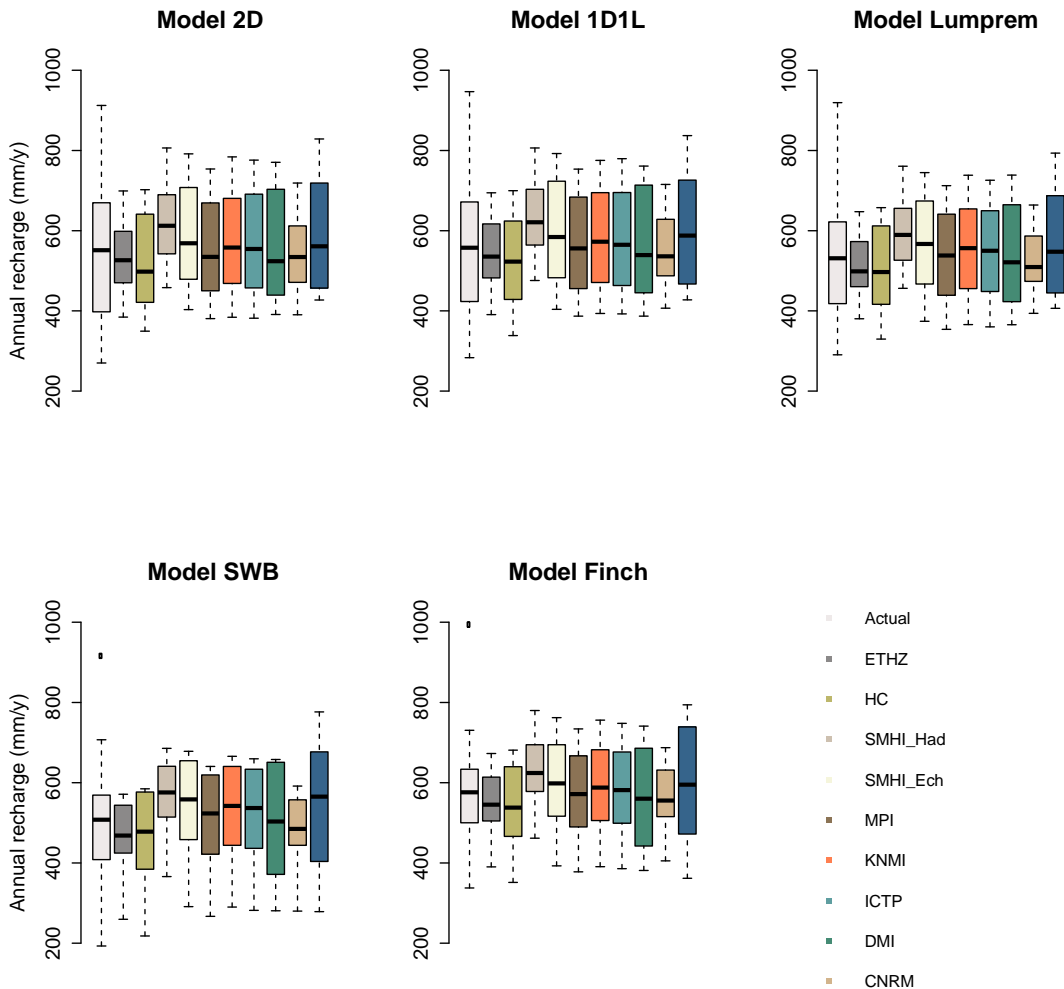 Model 2D
Model 1D1L
Model Lumprem
Annual recharge (mm/y)
1000
800
600
400
200
1000
800
600
400
200
1000
800
600
400
200
Model SWB
Model Finch
Annual recharge (mm/y)
1000
800
600
400
200
1000
800
600
400
200
Actual
ETHZ
HC
SMHI_Had
SMHI_Ech
MPI
KNMI
ICTP
DMI
CNRM